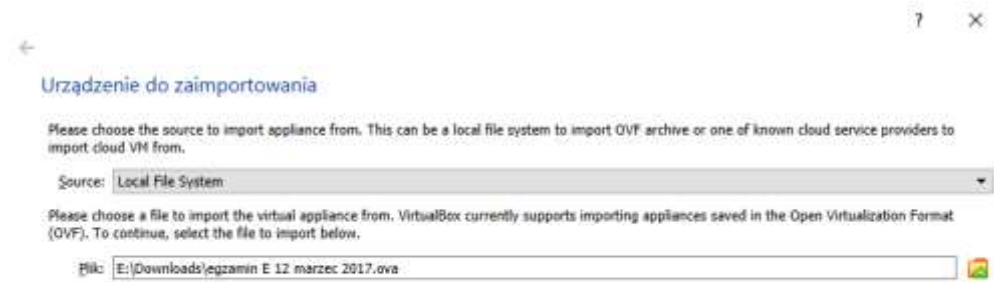 ?
Urządzenie do zaimportowania
Please choose the source to import appliance from. This can be a local file system to import OVF archive or one of known cloud service providers to
import cloud VM from.
Source: Local File System
Please choose a file to import the virtual appliance from. VirtualBox currently supports importing appliances saved in the Open Virtualization Format
(OVF). To continue, select the file to import below.
Plik: E:\Downloads\egzamin E 12 marzec 2017.ova